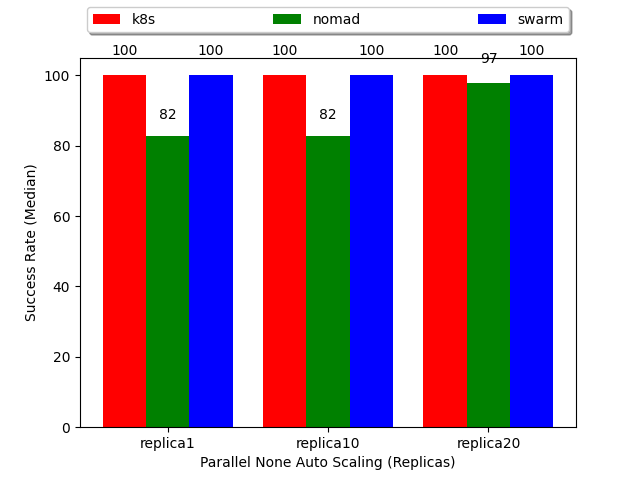 k8s nomad swarm
100 100 100 100 100 97 100
82 82
100
80
60
40
20
0
Success Rate (Median)
replica1 replica10 replica20
Parallel None Auto Scaling (Replicas)